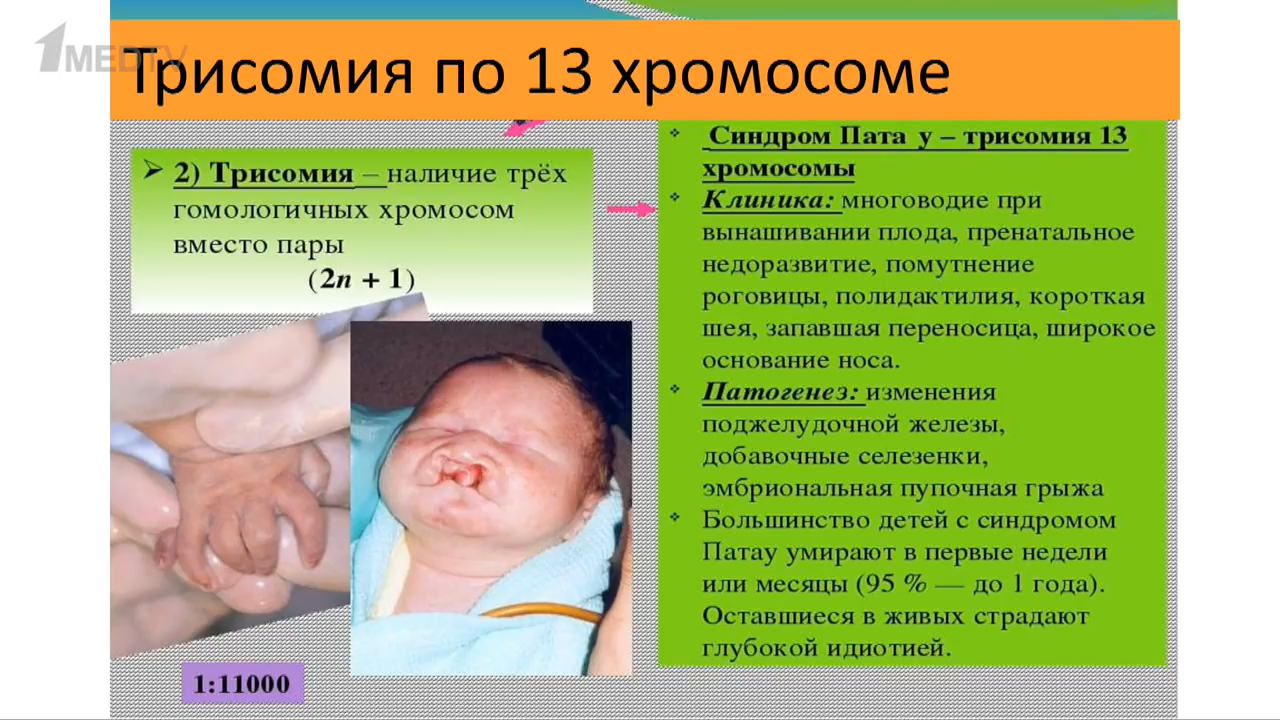 1MEDTV
Трисомия по 13 хромосоме
2) Трисомия – наличие трёх
гомологичных хромосом
вместо пары
(2n + 1)
1:11000
Синдром Пата у – трисомия 13
хромосомы
Клиника: многоводие при
вынашивании плода, пренатальное
недоразвитие, помутнение
роговицы, полидактилия, короткая
шея, запавшая переносица, широкое
основание носа.
Патогенез: изменения
поджелудочной железы,
добавочные селезенки,
эмбриональная пупочная грыжа
Большинство детей с синдромом
Патау умирают в первые недели
или месяцы (95 % — до 1 года).
Оставшиеся в живых страдают
глубокой идиотией.